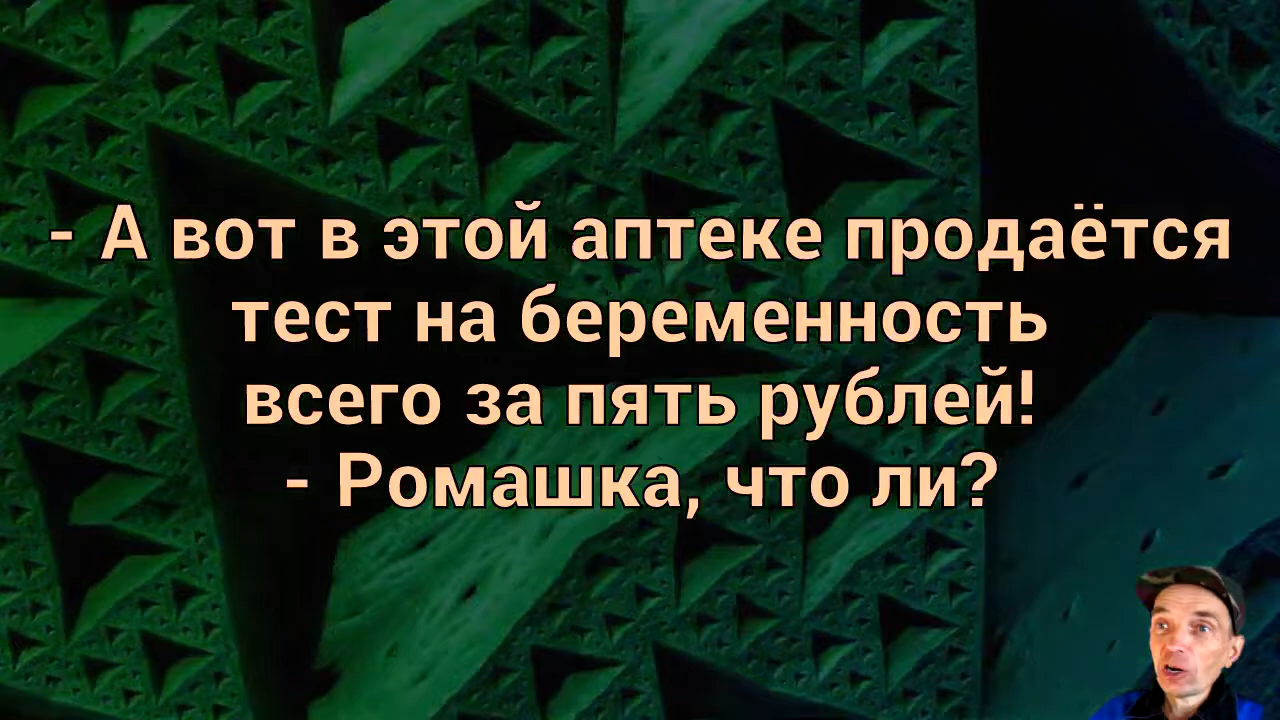 - А вот в этой аптеке продаётся
тест на беременность
всего за пять рублей!
- Ромашка, что ли?